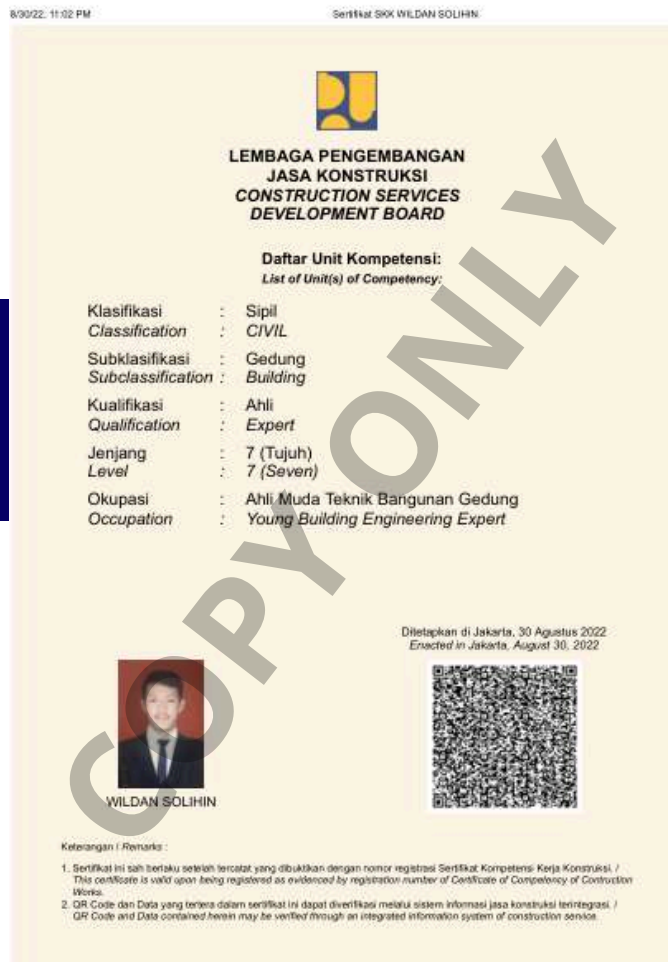 8/30/22, 11:02 PM Sertifikat SKK WILDAN SOLIHIN
LEMBAGA PENGEMBANGAN
JASA KONSTRUKSI
CONSTRUCTION SERVICES
DEVELOPMENT BOARD
Daftar Unit Kompetensi:
List of Unit(s) of Competency:
Klasifikasi : Sipil
Classification : CIVIL
Subklasifikasi : Gedung
Subclassification : Building
Kualifikasi : Ahli
Qualification : Expert
Jenjang : 7 (Tujuh)
Level : 7 (Seven)
Okupasi : Ahli Muda Teknik Bangunan Gedung
Occupation : Young Building Engineering Expert
Ditetapkan di Jakarta, 30 Agustus 2022
Enacted in Jakarta, August 30, 2022
WILDAN SOLIHIN
Keterangan / Remarks :
1. Sertifikat ini sah berlaku setelah tercatat yang dibuktikan dengan nomor registrasi Sertifikat Kompetensi Kerja Konstruksi. /
This certificate is valid upon being registered as evidenced by registration number of Certificate of Competency of Contruction
Works.
2. QR Code dan Data yang tertera dalam sertifikat ini dapat diverifikasi melalui sistem informasi jasa konstruksi terintegrasi. /
QR Code and Data contained herein may be verified through an integrated information system of construction service.
COPY ONLY